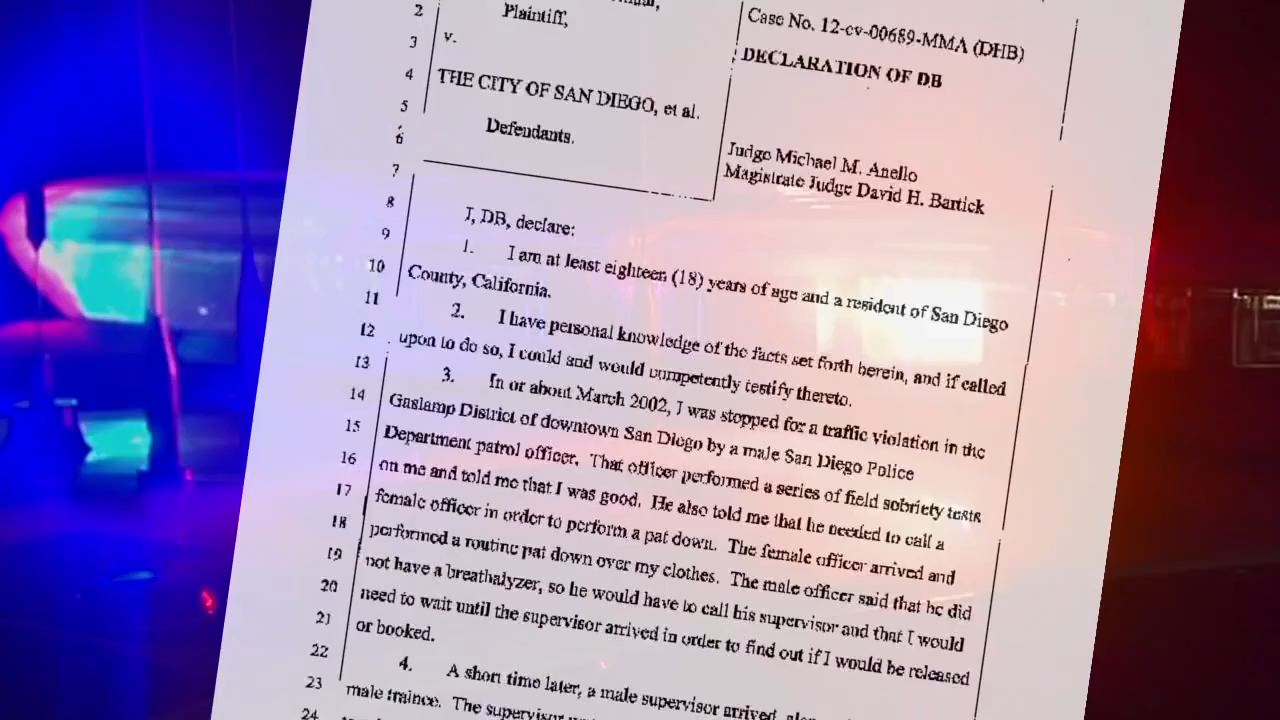 2
Plaintiff,
Case No. 12-cv-00689-MMA (DHB)
3
v.
DECLARATION OF DB
4
THE CITY OF SAN DIEGO, et al.
5
Defendants.
6
Judge Michael M. Anello
7
Magistrate Judge David H. Bartick
8
I, DB, declare:
9
1. I am at least eighteen (18) years of age and a resident of San Diego
10
County, California.
11
2. I have personal knowledge of the facts set forth herein, and if called
12
upon to do so, I could and would competently testify thereto.
13
3. In or about March 2002, I was stopped for a traffic violation in the
14
Gaslamp District of downtown San Diego by a male San Diego Police
15
Department patrol officer. That officer performed a series of field sobriety tests
16
on me and told me that I was good. He also told me that he needed to call a
17
female officer in order to perform a pat down. The female officer arrived and
18
performed a routine pat down over my clothes. The male officer said that he did
19
not have a breathalyzer, so he would have to call his supervisor and that I would
20
need to wait until the supervisor arrived in order to find out if I would be released
21
or booked.
22
4. A short time later, a male supervisor arrived,
23
male trainee. The supervisor
24